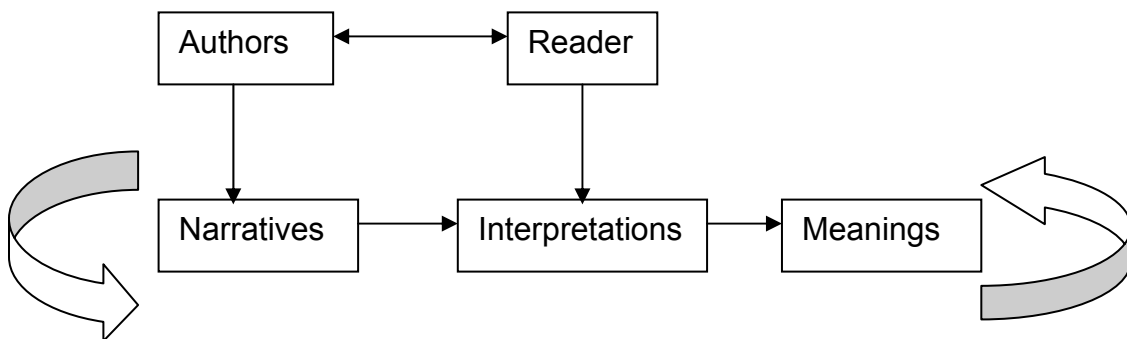 Authors
Reader
Narratives
Interpretations
Meanings